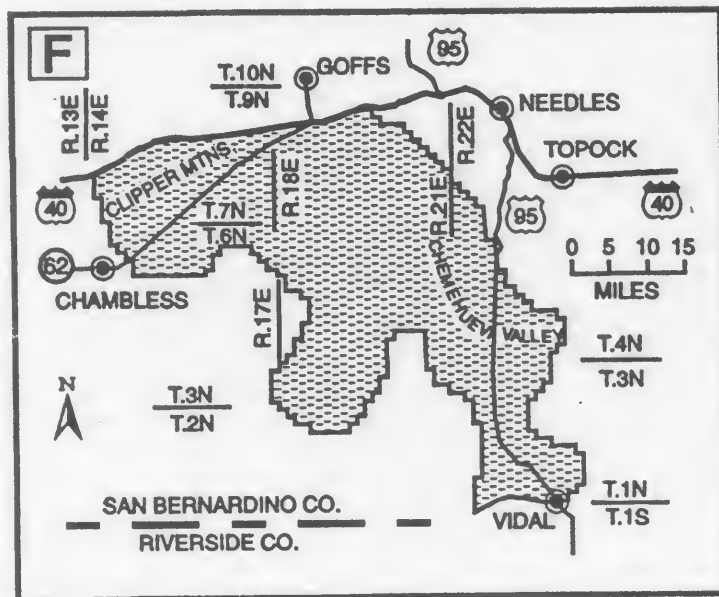 F
95
GOFFS
T.10N
T.9N
NEEDLES
R.13E
R.14E
R.22E
R.21E
TOPOCK
CLIPPER MTNS.
R.18E
40
40
T.7N
T.6N
95
62
CHAMBLESS
CHEMEHUEVI VALLEY
0 5 10 15
MILES
R.17E
T.4N
T.3N
N
T.3N
T.2N
SAN BERNARDINO CO.
RIVERSIDE CO.
VIDAL
T.1N
T.1S